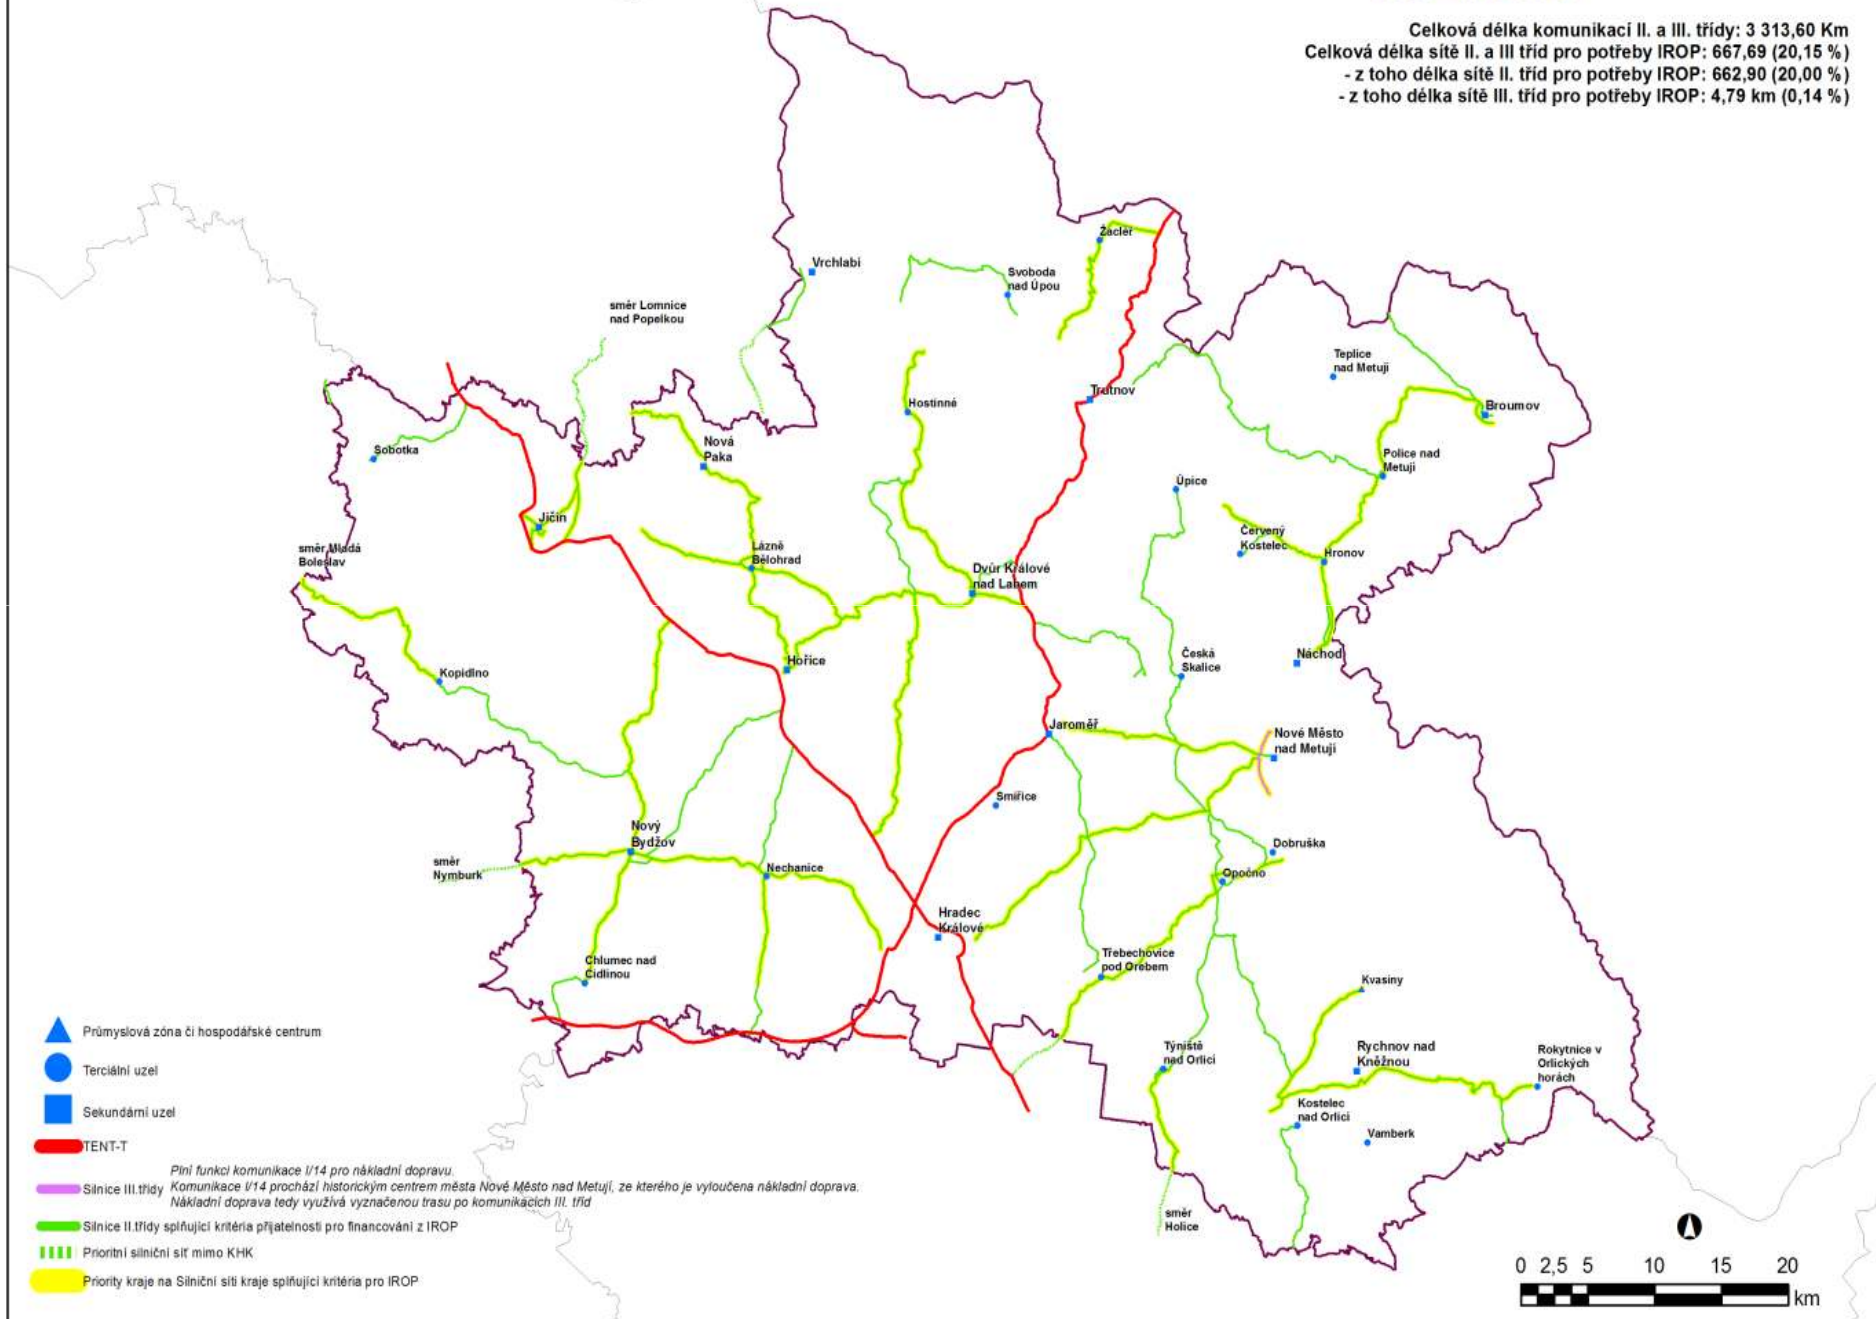 Celková délka komunikací II. a III. třídy: 3 313,60 Km
Celková délka sítě II. a III tříd pro potřeby IROP: 667,69 (20,15 %)
- z toho délka sítě II. tříd pro potřeby IROP: 662,90 (20,00 %)
- z toho délka sítě III. tříd pro potřeby IROP: 4,79 km (0,14 %)
Žacléř
Vrchlabí
Svoboda
nad Úpou
směr Lomnice
nad Popelkou
Teplice
nad Metují
Trutnov
Hostinné
Broumov
Sobotka
Nová
Paka
Police nad
Metují
Úpice
Jičín
Červený
Kostelec
Hronov
směr Mladá
Boleslav
Lázně
Bělohrad
Dvůr Králové
nad Labem
Hořice
Česká
Skalice
Náchod
Kopidlno
Jaroměř
Nové Město
nad Metují
Smiřice
Nový
Bydžov
Dobruška
směr
Nymburk
Nechanice
Opočno
Hradec
Králové
Chlumec nad
Cidlinou
Třebechovice
pod Orebem
Kvasiny
Týniště
nad Orlicí
Rychnov nad
Kněžnou
Rokytnice v
Orlických
horách
Kostelec
nad Orlicí
Vamberk
směr
Holice
Průmyslová zóna či hospodářské centrum
Terciální uzel
Sekundární uzel
TENT-T
Plní funkci komunikace I/14 pro nákladní dopravu.
Silnice III.třídy Komunikace I/14 prochází historickým centrem města Nové Město nad Metují, ze kterého je vyloučena nákladní doprava.
Nákladní doprava tedy využívá vyznačenou trasu po komunikacích III. tříd
Silnice II.třídy splňující kritéria přijatelnosti pro financování z IROP
Prioritní silniční síť mimo KHK
Priority kraje na Silniční síti kraje splňující kritéria pro IROP
0 2,5 5 10 15 20
km